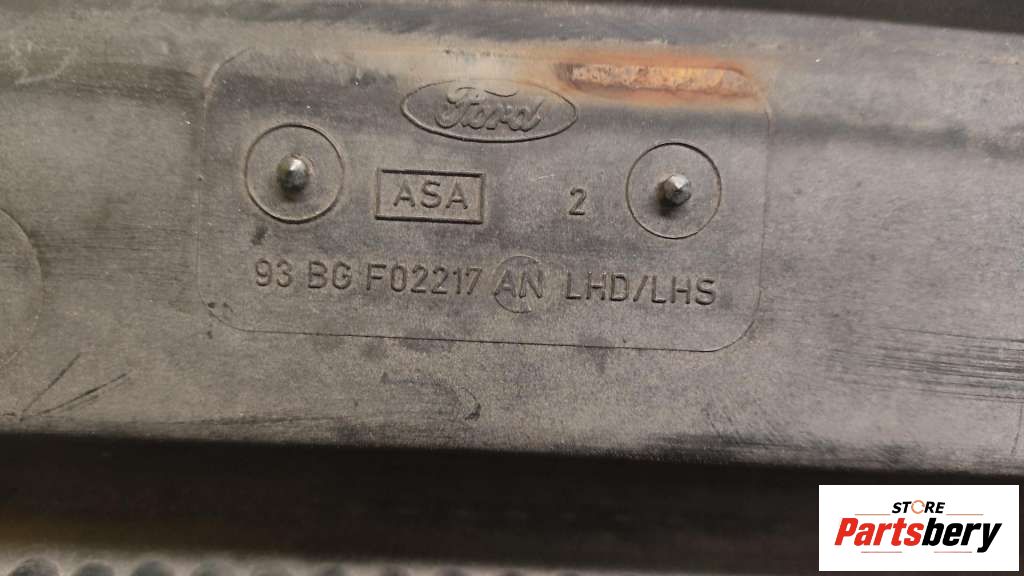 Ford
ASA 2
93 BG F02217 AN LHD/LHS
STORE
Partsbery